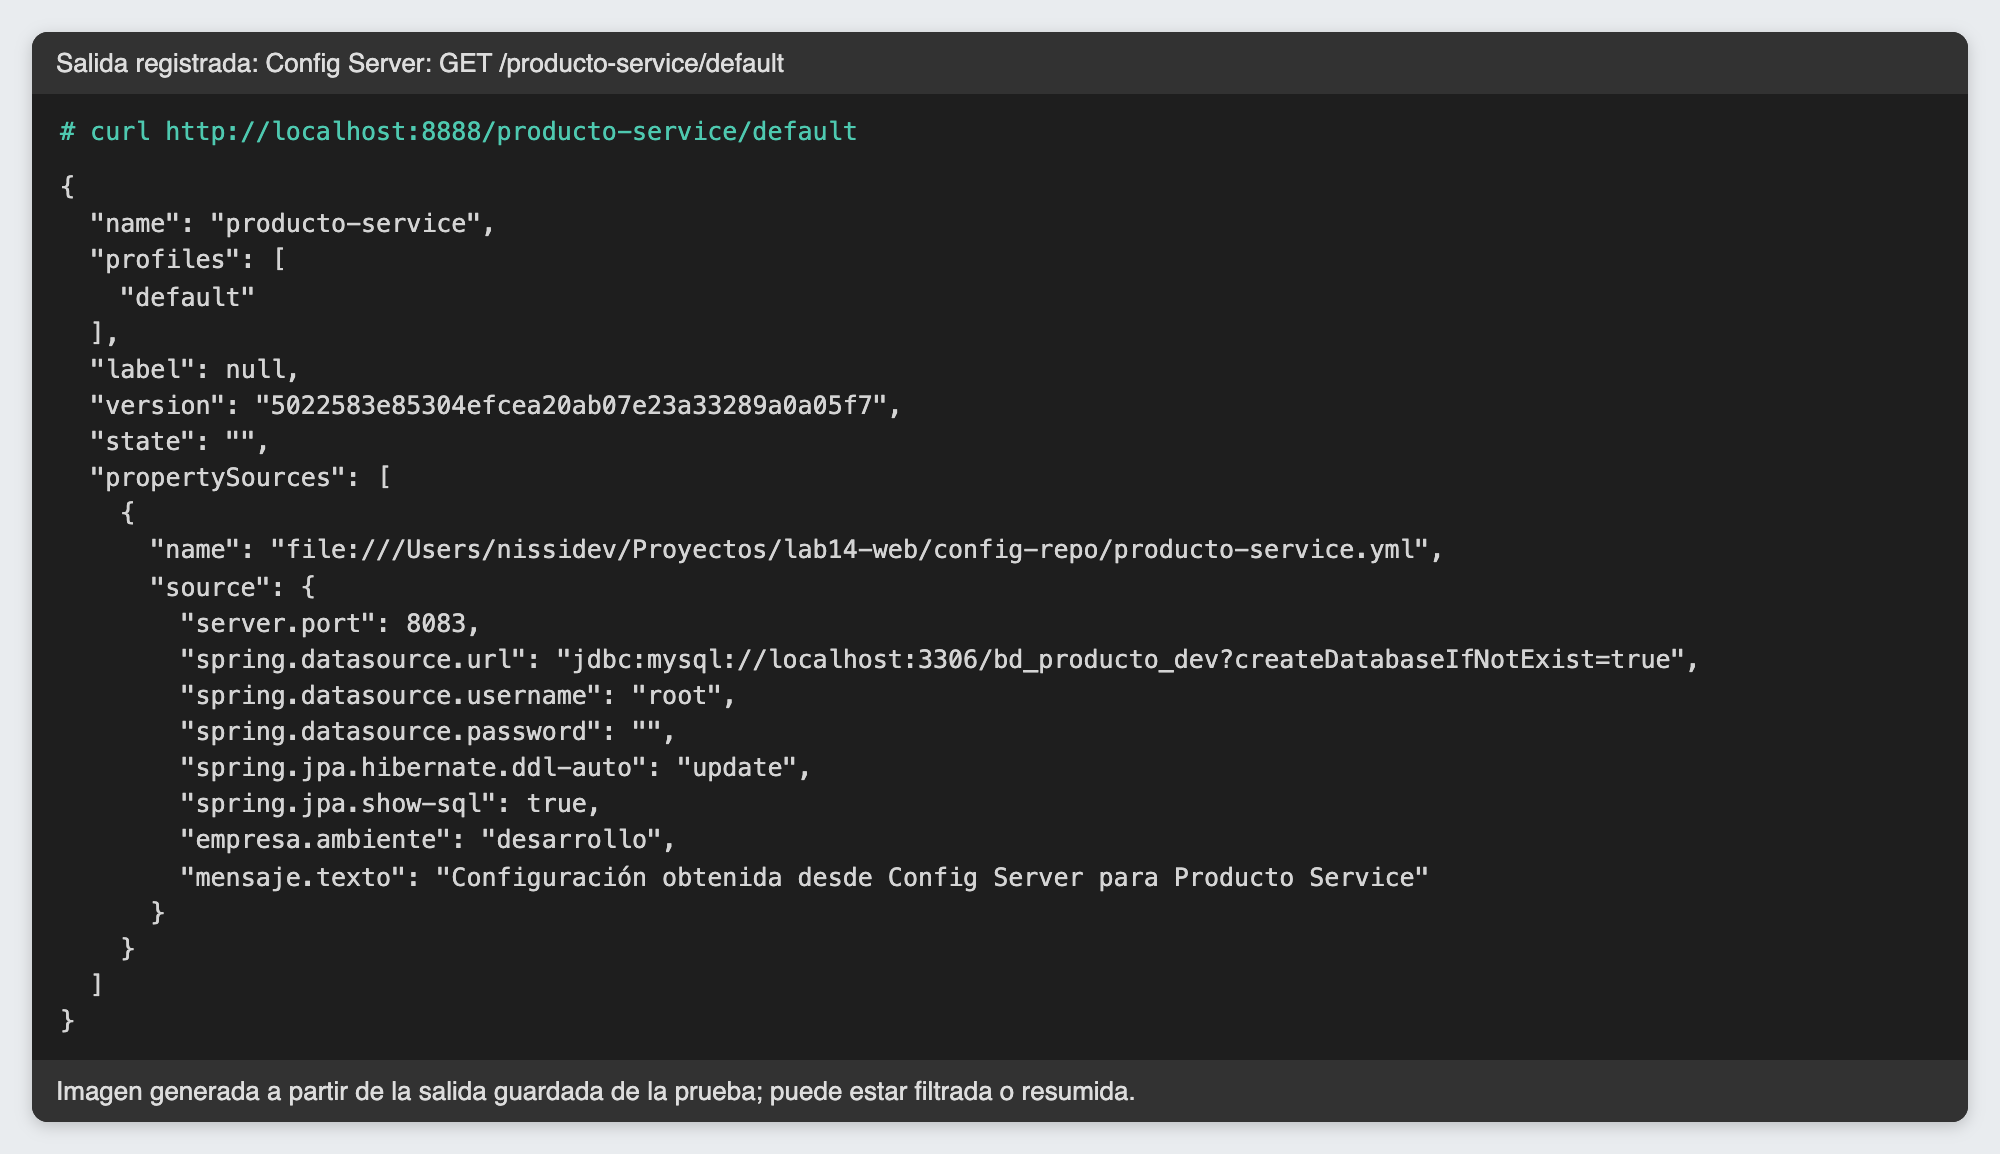 Salida registrada: Config Server: GET /producto-service/default
# curl http://localhost:8888/producto-service/default
{
  "name": "producto-service",
  "profiles": [
    "default"
  ],
  "label": null,
  "version": "5022583e85304efcea20ab07e23a33289a0a05f7",
  "state": "",
  "propertySources": [
    {
      "name": "file:///Users/nissidev/Proyectos/lab14-web/config-repo/producto-service.yml",
      "source": {
        "server.port": 8083,
        "spring.datasource.url": "jdbc:mysql://localhost:3306/bd_producto_dev?createDatabaseIfNotExist=true",
        "spring.datasource.username": "root",
        "spring.datasource.password": "",
        "spring.jpa.hibernate.ddl-auto": "update",
        "spring.jpa.show-sql": true,
        "empresa.ambiente": "desarrollo",
        "mensaje.texto": "Configuración obtenida desde Config Server para Producto Service"
      }
    }
  ]
}
Imagen generada a partir de la salida guardada de la prueba; puede estar filtrada o resumida.